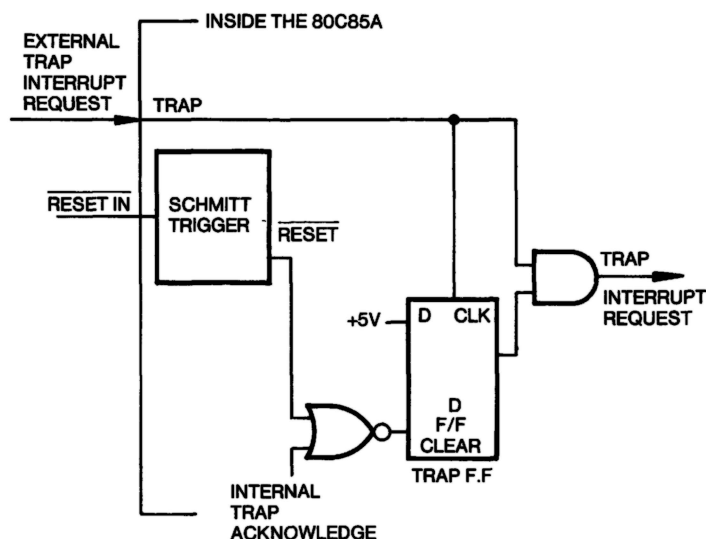 INSIDE THE 80C85A
EXTERNAL
TRAP
INTERRUPT
REQUEST
TRAP
RESET IN
SCHMITT
TRIGGER
RESET
+5V
D CLK
D
F/F
CLEAR
TRAP F.F
TRAP
INTERRUPT
REQUEST
INTERNAL
TRAP
ACKNOWLEDGE